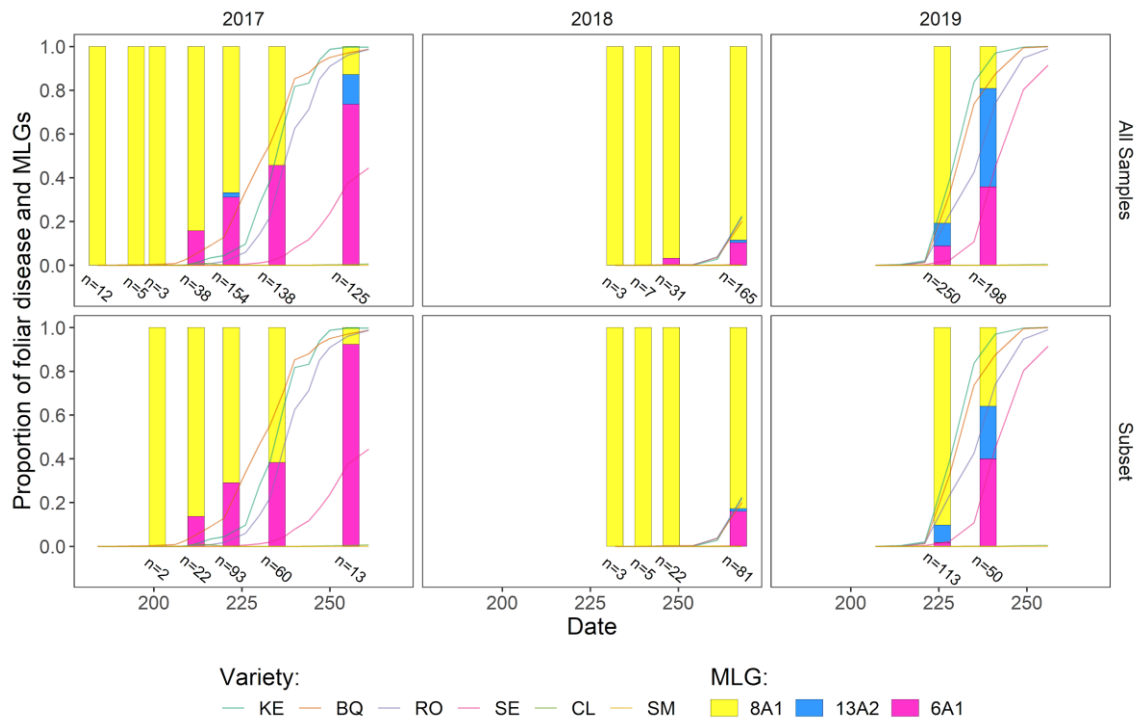 2017 2018 2019
Proportion of foliar disease and MLGs
1.0
0.8
0.6
0.4
0.2
0.0
n=12 n=5 n=3 n=38 n=154 n=138 n=125
n=3 n=7 n=31 n=165
n=250 n=198
All Samples
1.0
0.8
0.6
0.4
0.2
0.0
n=2 n=22 n=93 n=60 n=13
n=3 n=5 n=22 n=81
n=113 n=50
Subset
200 225 250 200 225 250 200 225 250
Date
Variety: MLG:
KE BQ RO SE CL SM 8A1 13A2 6A1